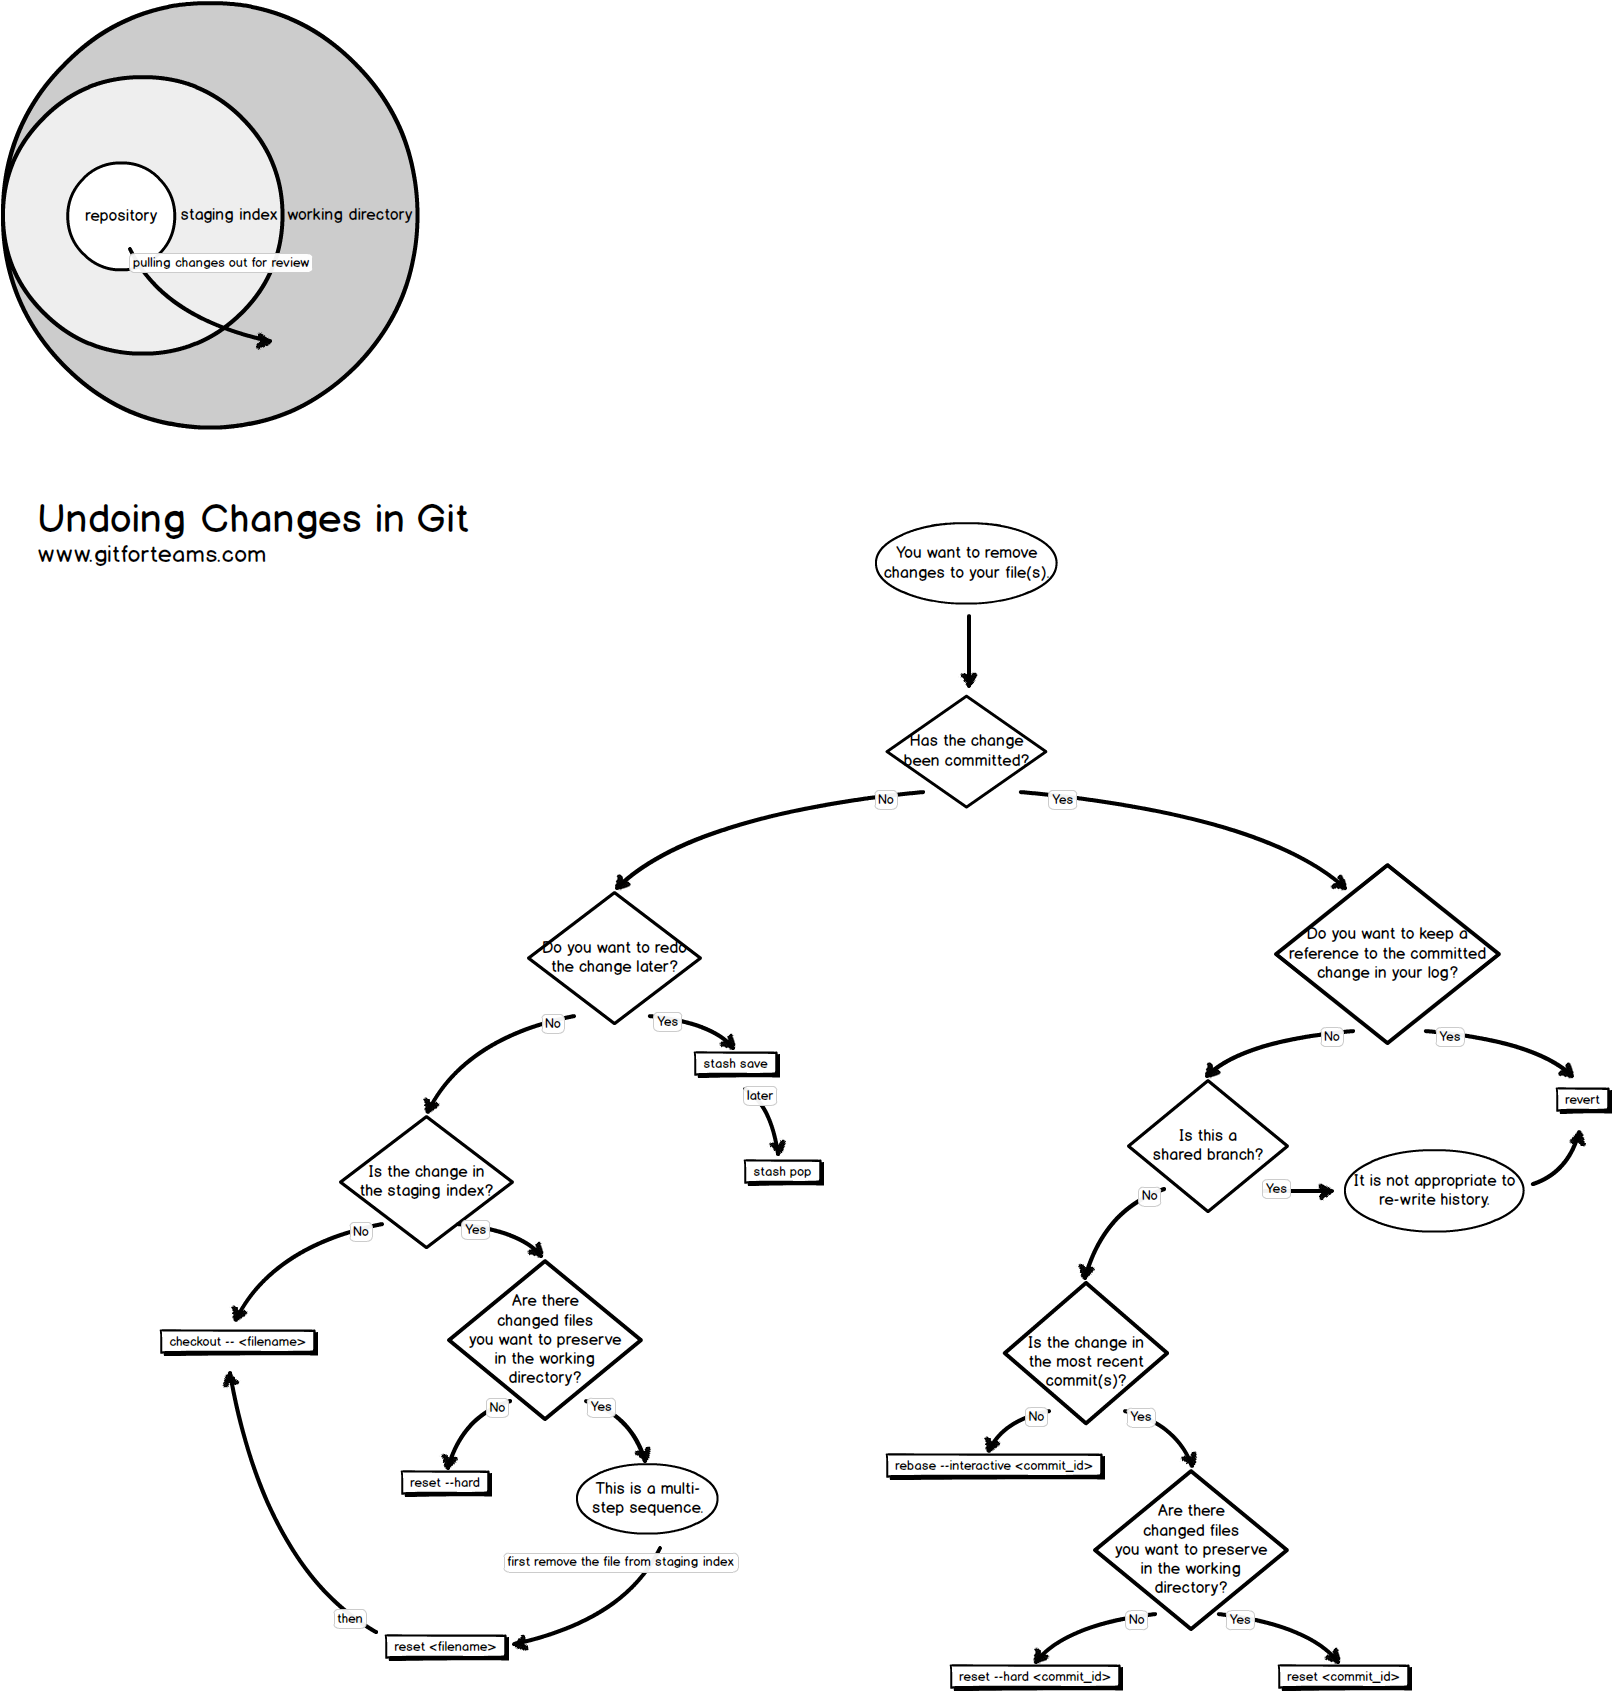 repository
staging index
working directory
pulling changes out for review
Undoing Changes in Git
www.gitforteams.com
You want to remove
changes to your file(s).
Has the change
been committed?
No
Yes
Do you want to redo
the change later?
Do you want to keep a
reference to the committed
change in your log?
No
Yes
No
Yes
stash save
later
stash pop
revert
Is this a
shared branch?
Yes
It is not appropriate to
re-write history.
No
Is the change in
the staging index?
No
Yes
Are there
changed files
you want to preserve
in the working
directory?
checkout -- <filename>
No
Yes
reset --hard
This is a multi-
step sequence.
first remove the file from staging index
then
reset <filename>
Is the change in
the most recent
commit(s)?
No
Yes
rebase --interactive <commit_id>
Are there
changed files
you want to preserve
in the working
directory?
No
Yes
reset --hard <commit_id>
reset <commit_id>